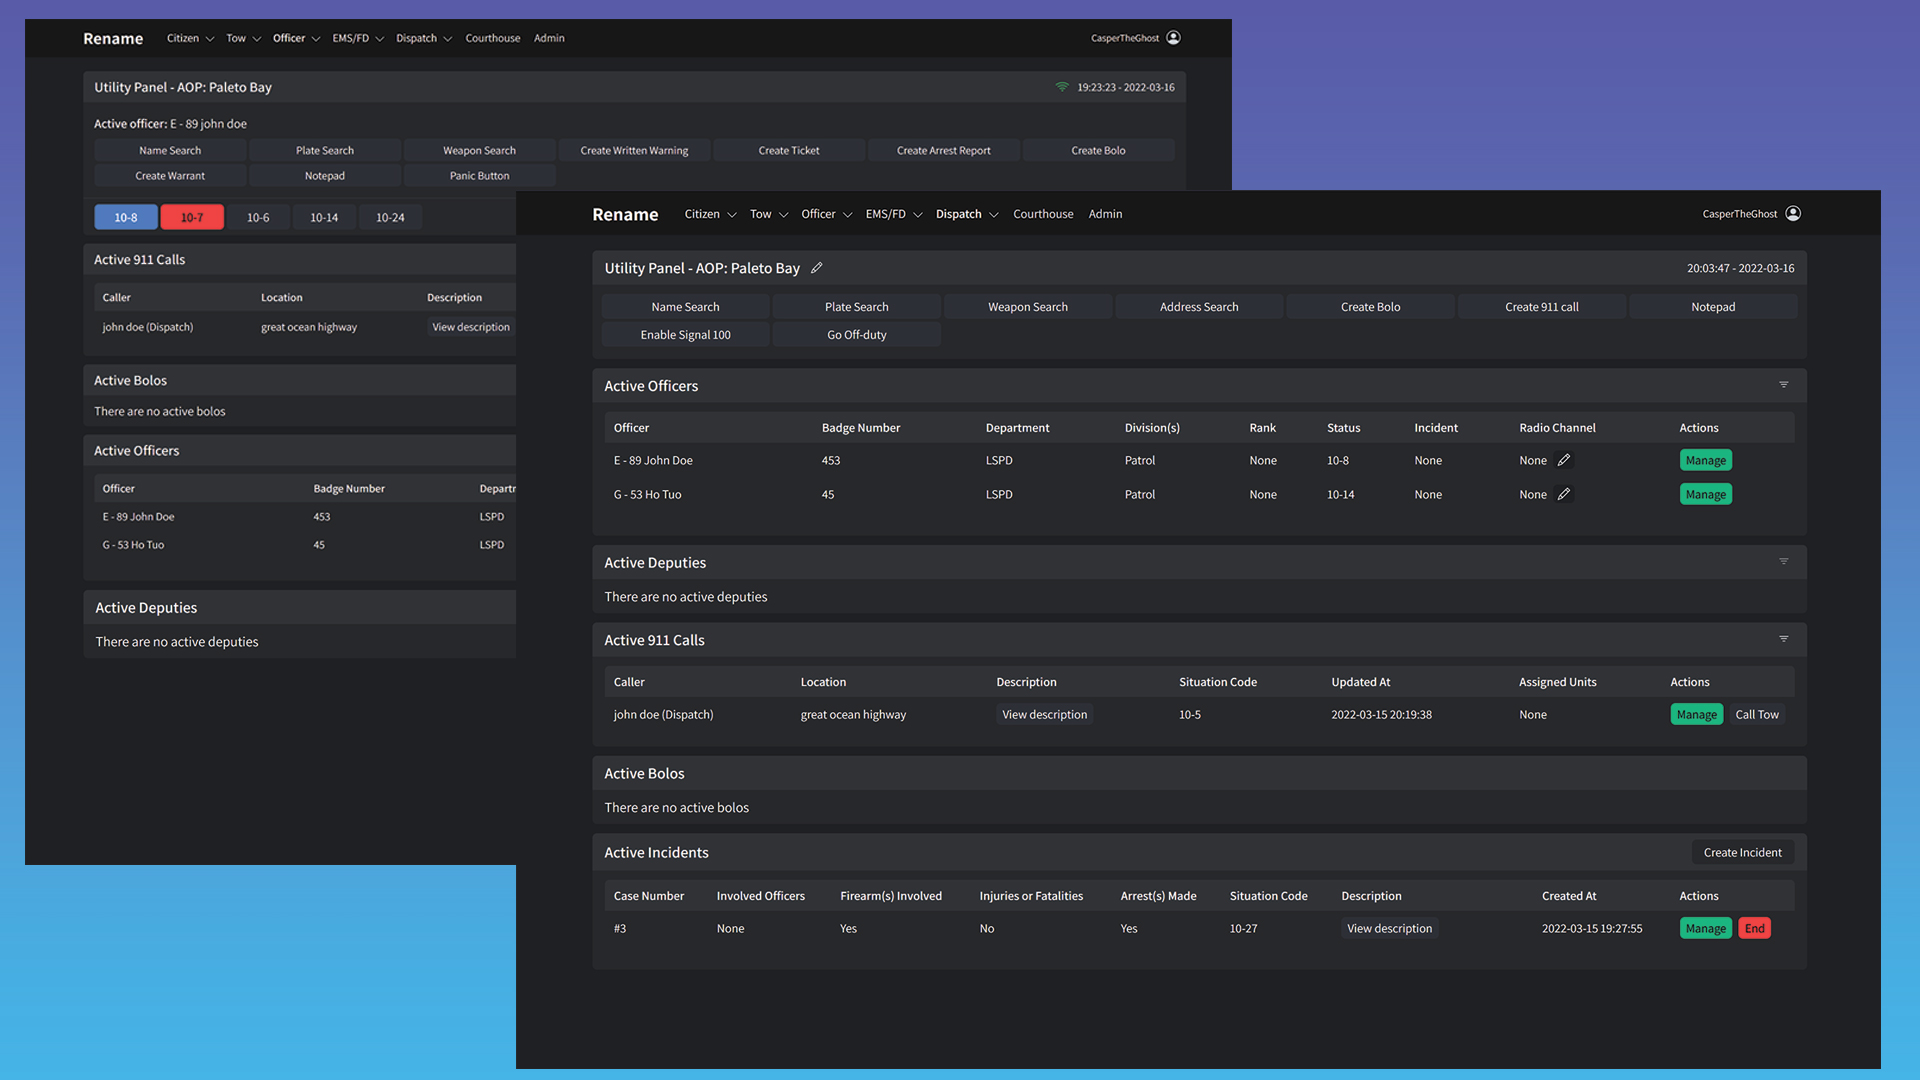 Rename Citizen Tow Officer EMS/FD Dispatch Courthouse Admin CasperTheGhost
Utility Panel - AOP: Paleto Bay 19:23:23 - 2022-03-16
Active officer: E - 89 john doe
Name Search Plate Search Weapon Search Create Written Warning Create Ticket Create Arrest Report Create Bolo
Create Warrant Notepad Panic Button
10-8 10-7 10-6 10-14 10-24
Active 911 Calls
Caller Location Description
john doe (Dispatch) great ocean highway View description
Active Bolos
There are no active bolos
Active Officers
Officer Badge Number Departr
E - 89 John Doe 453 LSPD
G - 53 Ho Tuo 45 LSPD
Active Deputies
There are no active deputies
Rename Citizen Tow Officer EMS/FD Dispatch Courthouse Admin CasperTheGhost
Utility Panel - AOP: Paleto Bay 20:03:47 - 2022-03-16
Name Search Plate Search Weapon Search Address Search Create Bolo Create 911 call Notepad
Enable Signal 100 Go Off-duty
Active Officers
Officer Badge Number Department Division(s) Rank Status Incident Radio Channel Actions
E - 89 John Doe 453 LSPD Patrol None 10-8 None None Manage
G - 53 Ho Tuo 45 LSPD Patrol None 10-14 None None Manage
Active Deputies
There are no active deputies
Active 911 Calls
Caller Location Description Situation Code Updated At Assigned Units Actions
john doe (Dispatch) great ocean highway View description 10-5 2022-03-15 20:19:38 None Manage Call Tow
Active Bolos
There are no active bolos
Active Incidents Create Incident
Case Number Involved Officers Firearm(s) Involved Injuries or Fatalities Arrest(s) Made Situation Code Description Created At Actions
#3 None Yes No Yes 10-27 View description 2022-03-15 19:27:55 Manage End